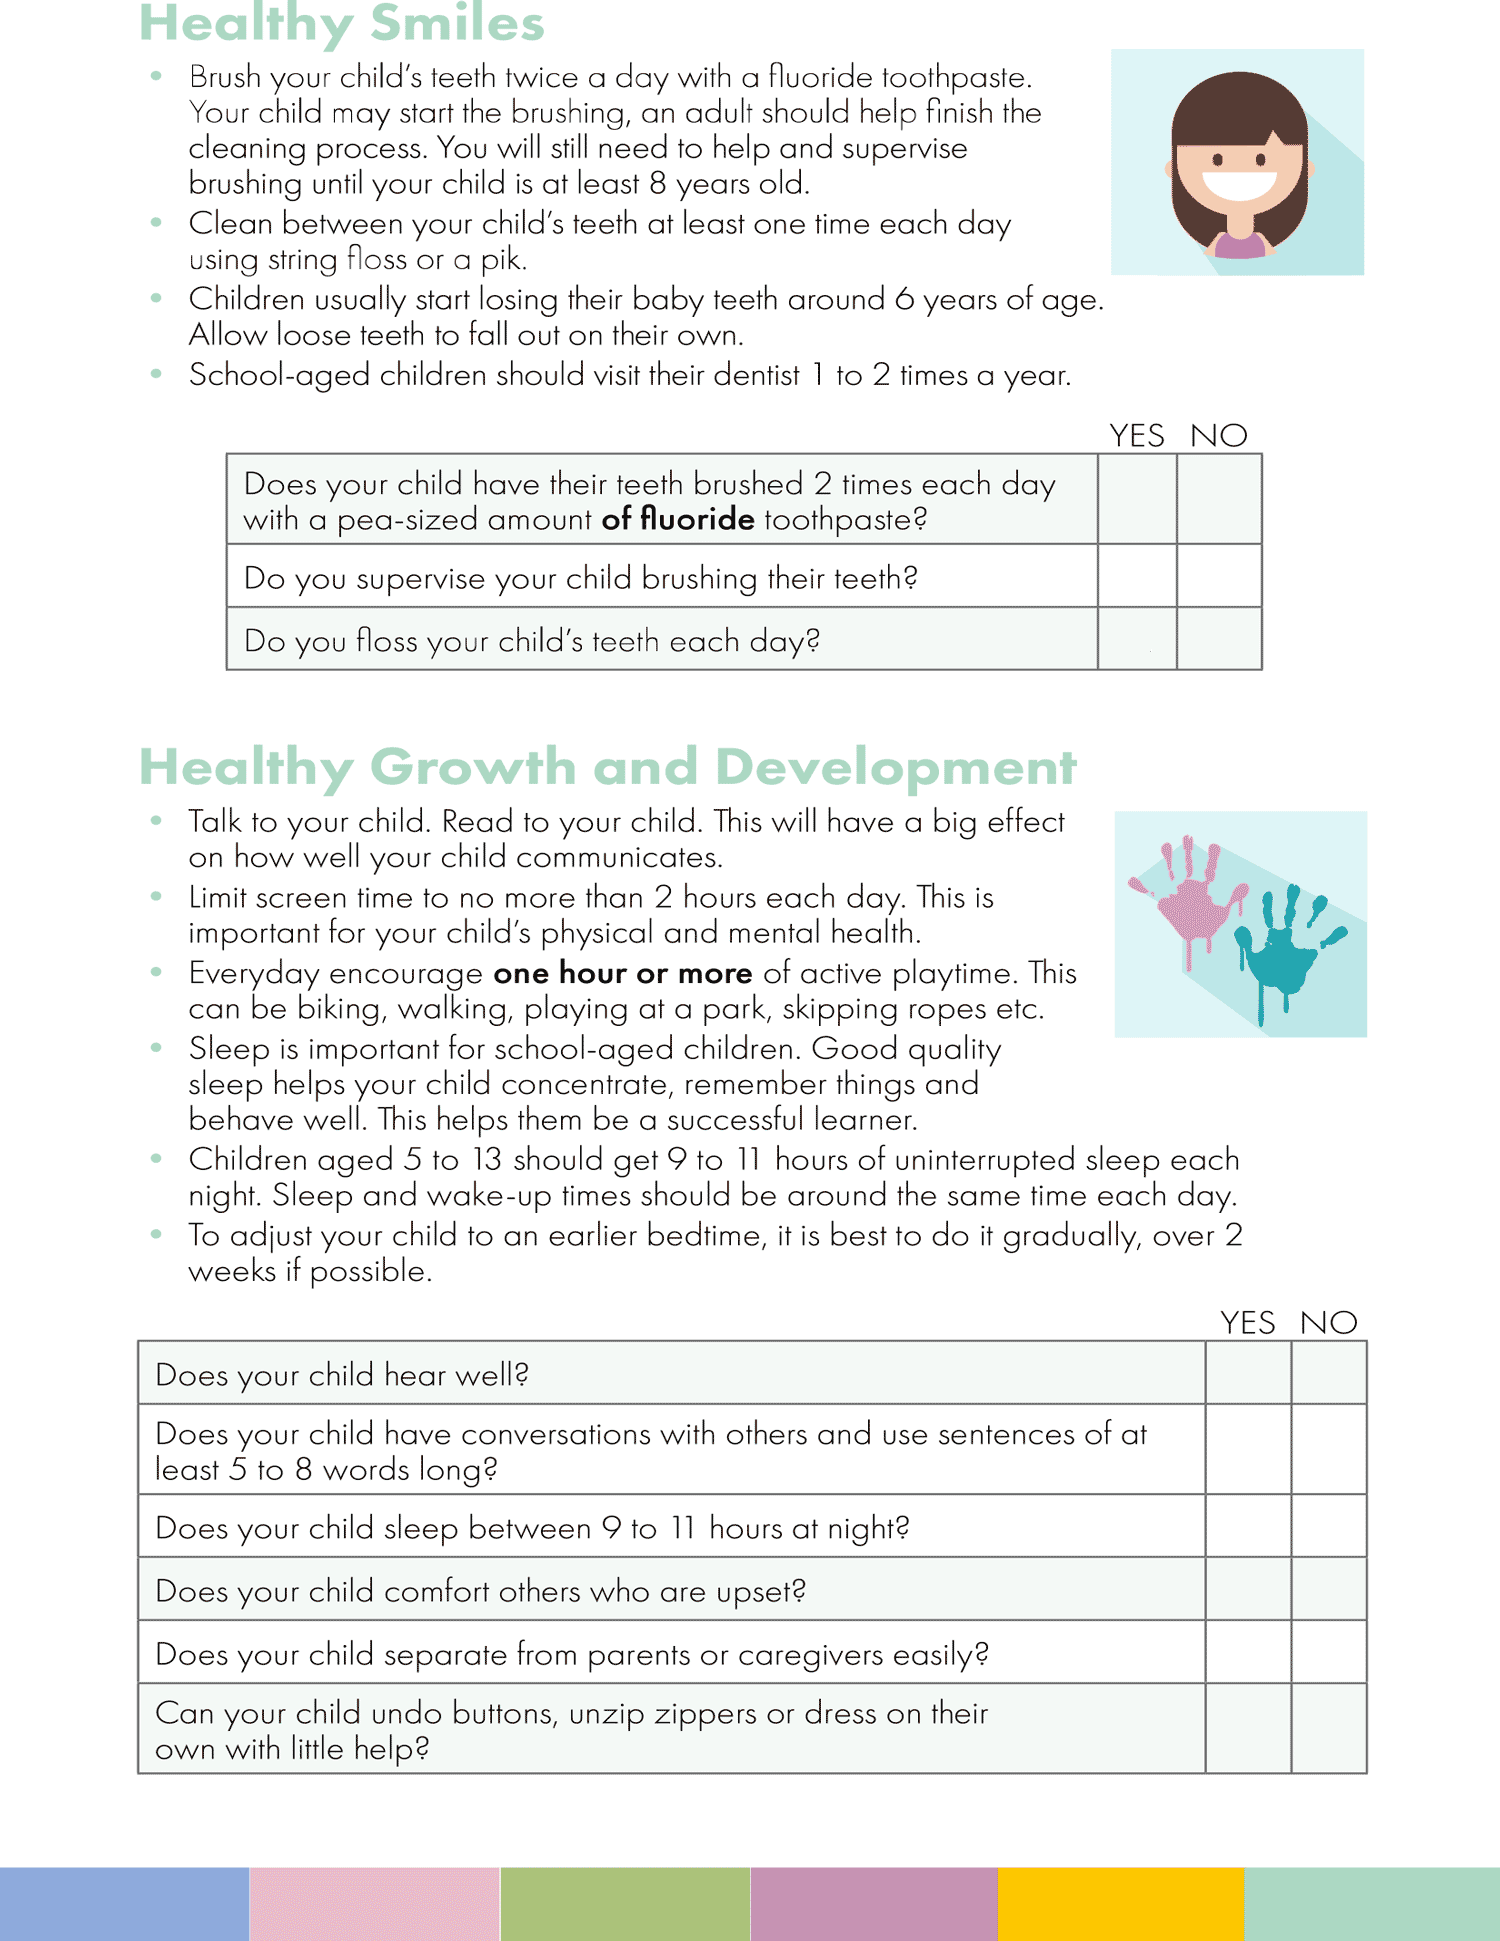 Healthy Smiles
• Brush your child's teeth twice a day with a fluoride toothpaste.
Your child may start the brushing, an adult should help finish the
cleaning process. You will still need to help and supervise
brushing until your child is at least 8 years old.
• Clean between your child's teeth at least one time each day
using string floss or a pik.
• Children usually start losing their baby teeth around 6 years of age.
Allow loose teeth to fall out on their own.
• School-aged children should visit their dentist 1 to 2 times a year.
YES NO
Does your child have their teeth brushed 2 times each day
with a pea-sized amount of fluoride toothpaste?
Do you supervise your child brushing their teeth?
Do you floss your child's teeth each day?
Healthy Growth and Development
• Talk to your child. Read to your child. This will have a big effect
on how well your child communicates.
• Limit screen time to no more than 2 hours each day. This is
important for your child's physical and mental health.
• Everyday encourage one hour or more of active playtime. This
can be biking, walking, playing at a park, skipping ropes etc.
• Sleep is important for school-aged children. Good quality
sleep helps your child concentrate, remember things and
behave well. This helps them be a successful learner.
• Children aged 5 to 13 should get 9 to 11 hours of uninterrupted sleep each
night. Sleep and wake-up times should be around the same time each day.
• To adjust your child to an earlier bedtime, it is best to do it gradually, over 2
weeks if possible.
YES NO
Does your child hear well?
Does your child have conversations with others and use sentences of at
least 5 to 8 words long?
Does your child sleep between 9 to 11 hours at night?
Does your child comfort others who are upset?
Does your child separate from parents or caregivers easily?
Can your child undo buttons, unzip zippers or dress on their
own with little help?